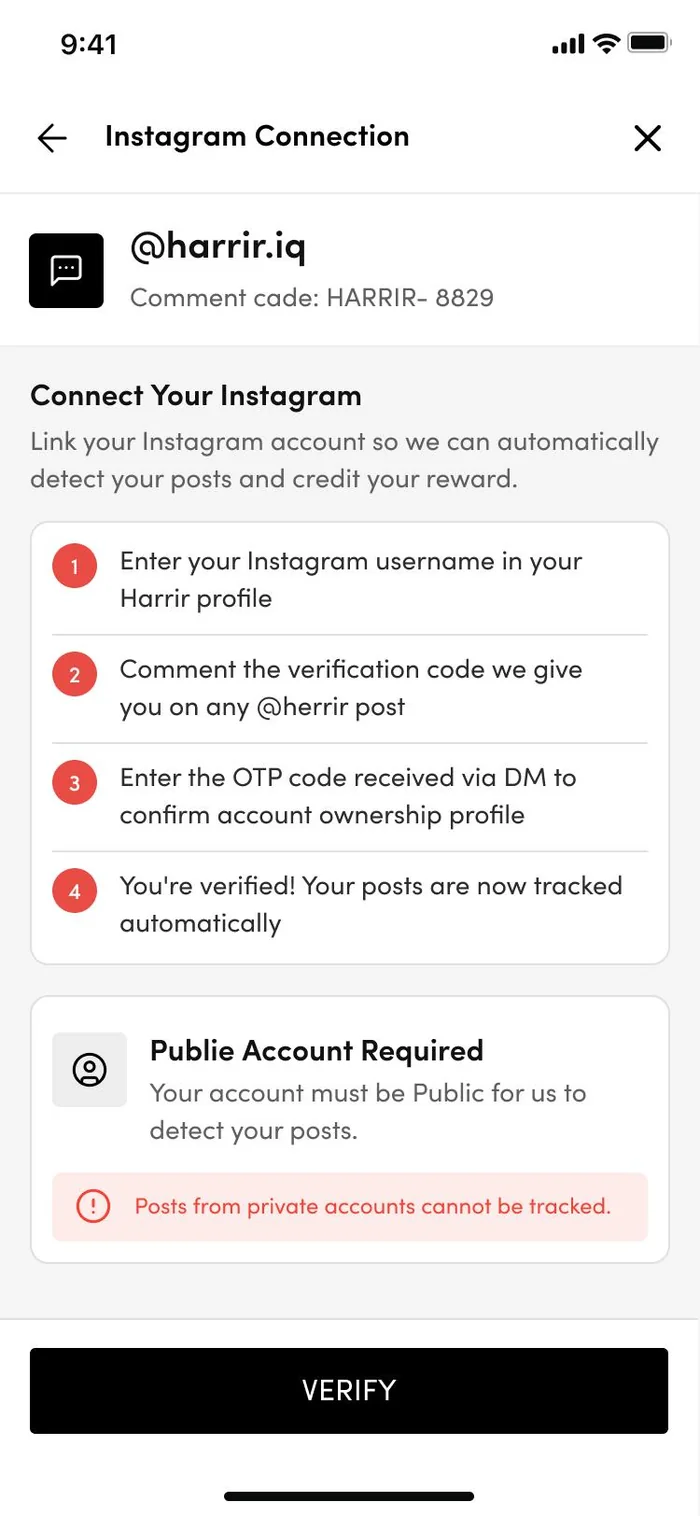 9:41
Instagram Connection
@harrir.iq
Comment cade: HARRIR- 8829
Connect Your Instagram
Link your Instagram account so we can automatically
detect your posts and credit your reward.
1
Enter your Instagram username in your
Harrir profile
2
Comment the verification code we give
you on any @herrir post
3
Enter the OTP code received via DM to
confirm account ownership profile
4
You're verified! Your posts are now tracked
automatically
Publie Account Required
Your account must be Public for us to
detect your posts.
Posts from private accounts cannot be tracked.
VERIFY